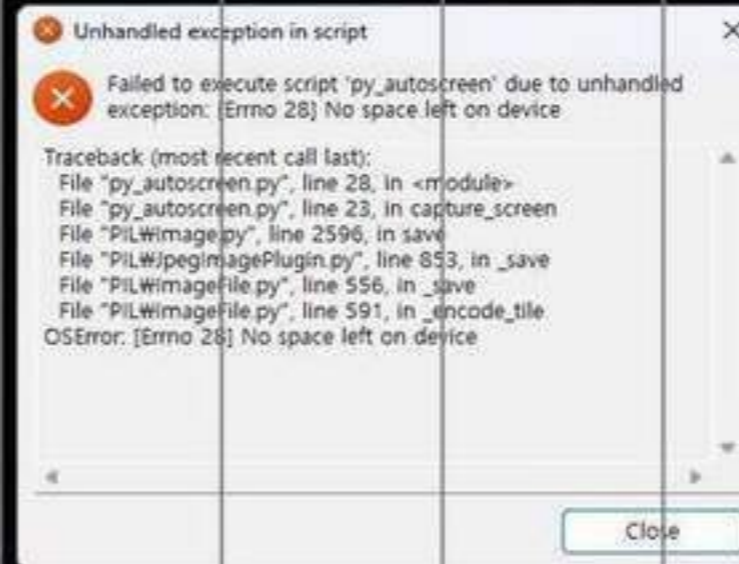 Unhandled exception in script
Failed to execute script 'py_autoscreen' due to unhandled
exception: [Errno 28] No space left on device
Traceback (most recent call last):
File "py_autoscreen.py", line 28, in <module>
File "py_autoscreen.py", line 23, in capture_screen
File "PIL₩Image.py", line 2596, in save
File "PIL₩JpegImagePlugin.py", line 853, in _save
File "PIL₩ImageFile.py", line 556, in _save
File "PIL₩ImageFile.py", line 591, in _encode_tile
OSError: [Errno 28] No space left on device
Close